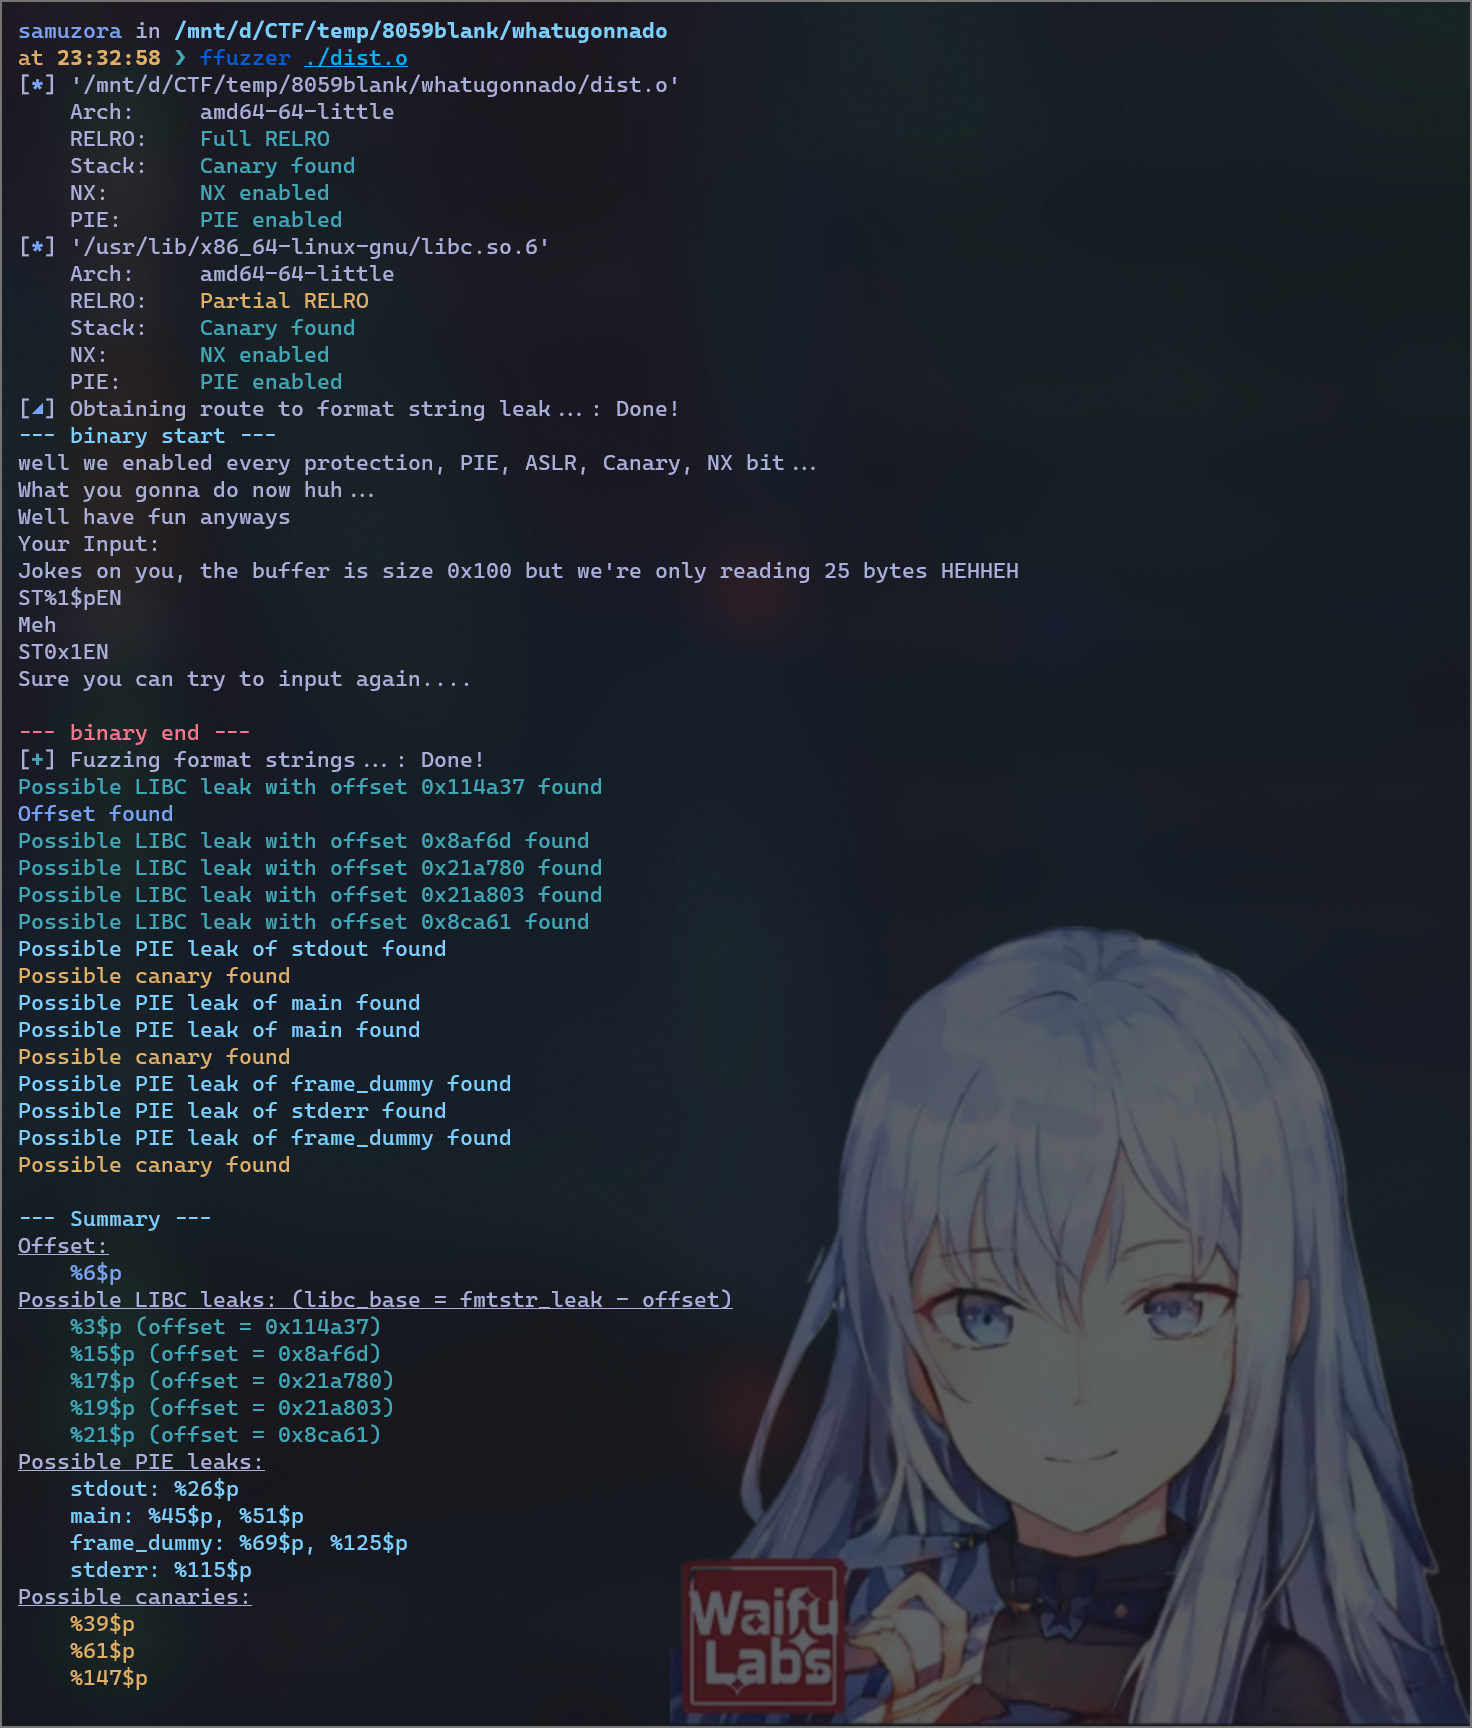 samuzora in /mnt/d/CTF/temp/8059blank/whatugonnado
at 23:32:58 ❯ ffuzzer ./dist.o
[*] '/mnt/d/CTF/temp/8059blank/whatugonnado/dist.o'
    Arch:     amd64-64-little
    RELRO:    Full RELRO
    Stack:    Canary found
    NX:       NX enabled
    PIE:      PIE enabled
[*] '/usr/lib/x86_64-linux-gnu/libc.so.6'
    Arch:     amd64-64-little
    RELRO:    Partial RELRO
    Stack:    Canary found
    NX:       NX enabled
    PIE:      PIE enabled
[◢] Obtaining route to format string leak...: Done!
--- binary start ---
well we enabled every protection, PIE, ASLR, Canary, NX bit...
What you gonna do now huh...
Well have fun anyways
Your Input:
Jokes on you, the buffer is size 0x100 but we're only reading 25 bytes HEHHEH
ST%1$pEN
Meh
ST0x1EN
Sure you can try to input again....
--- binary end ---
[+] Fuzzing format strings...: Done!
Possible LIBC leak with offset 0x114a37 found
Offset found
Possible LIBC leak with offset 0x8af6d found
Possible LIBC leak with offset 0x21a780 found
Possible LIBC leak with offset 0x21a803 found
Possible LIBC leak with offset 0x8ca61 found
Possible PIE leak of stdout found
Possible canary found
Possible PIE leak of main found
Possible PIE leak of main found
Possible canary found
Possible PIE leak of frame_dummy found
Possible PIE leak of stderr found
Possible PIE leak of frame_dummy found
Possible canary found
--- Summary ---
Offset:
    %6$p
Possible LIBC leaks: (libc_base = fmtstr_leak - offset)
    %3$p (offset = 0x114a37)
    %15$p (offset = 0x8af6d)
    %17$p (offset = 0x21a780)
    %19$p (offset = 0x21a803)
    %21$p (offset = 0x8ca61)
Possible PIE leaks:
    stdout: %26$p
    main: %45$p, %51$p
    frame_dummy: %69$p, %125$p
    stderr: %115$p
Possible canaries:
    %39$p
    %61$p
    %147$p
Waifu
Labs